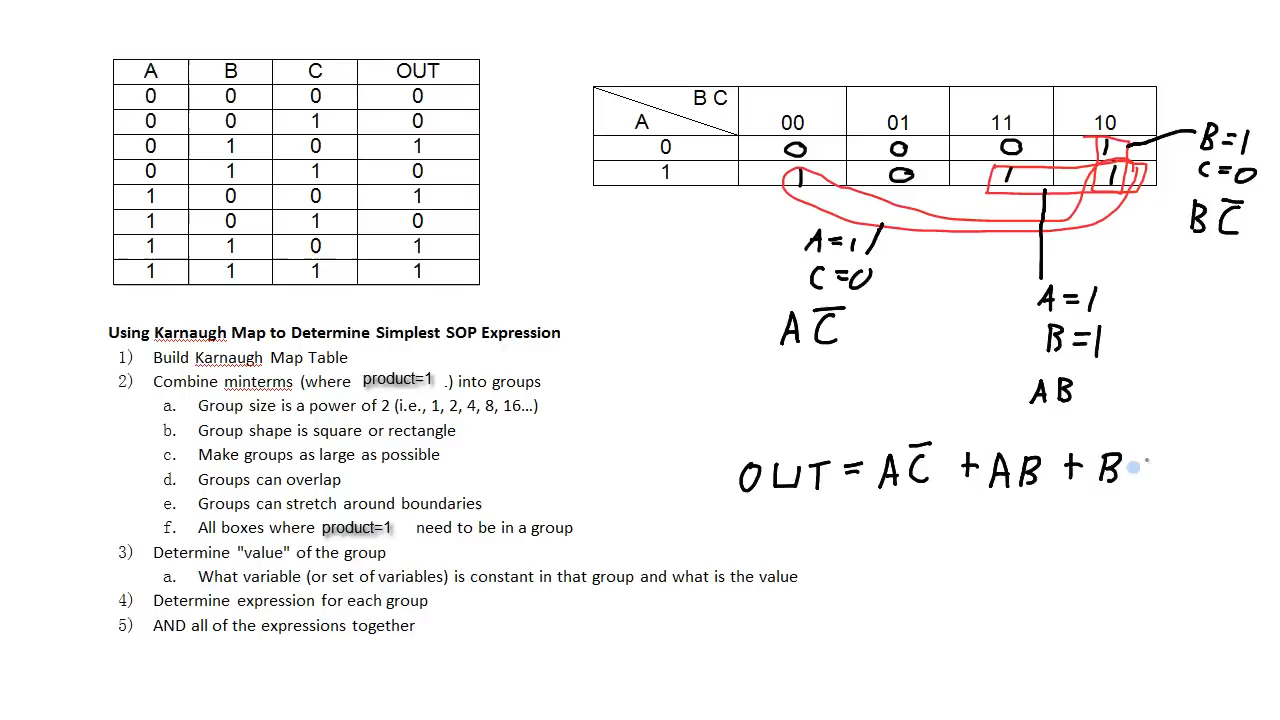 A B C OUT
0 0 0 0
0 0 1 0
0 1 0 1
0 1 1 0
1 0 0 1
1 0 1 0
1 1 0 1
1 1 1 1
B C
A 00 01 11 10
0 0 0 0 1
1 1 0 1 1
B=1
C=0
B C̅
A=1
C=0
A C̅
A=1
B=1
AB
OUT = AC̅ + AB + B
Using Karnaugh Map to Determine Simplest SOP Expression
1) Build Karnaugh Map Table
2) Combine minterms (where product=1 .) into groups
a. Group size is a power of 2 (i.e., 1, 2, 4, 8, 16...)
b. Group shape is square or rectangle
c. Make groups as large as possible
d. Groups can overlap
e. Groups can stretch around boundaries
f. All boxes where product=1 need to be in a group
3) Determine "value" of the group
a. What variable (or set of variables) is constant in that group and what is the value
4) Determine expression for each group
5) AND all of the expressions together